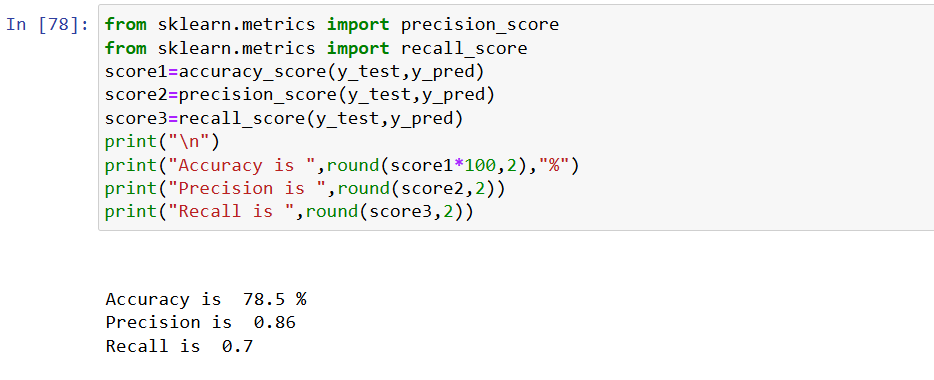 In [78]: from sklearn.metrics import precision_score
from sklearn.metrics import recall_score
score1=accuracy_score(y_test,y_pred)
score2=precision_score(y_test,y_pred)
score3=recall_score(y_test,y_pred)
print("\n")
print("Accuracy is ",round(score1*100,2),"%")
print("Precision is ",round(score2,2))
print("Recall is ",round(score3,2))
Accuracy is  78.5 %
Precision is  0.86
Recall is  0.7